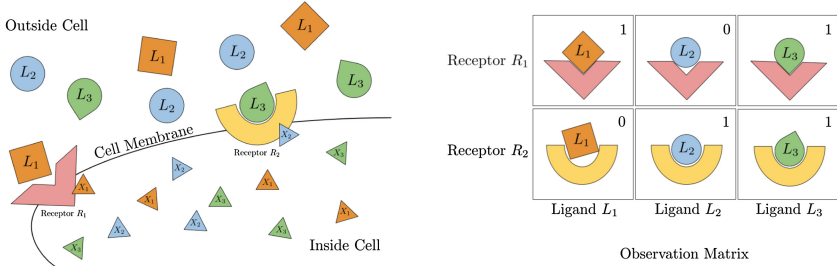 Outside Cell
L₁
L₁
L₂
L₂
L₃
L₃
L₂
L₃
Cell Membrane
X₂
L₁
Receptor R₂
X₃
X₂
X₁
X₁
Receptor R₁
X₁
X₃
X₁
X₂
X₂
X₃
X₃
Inside Cell
1
0
1
Receptor R₁
L₁
L₂
L₃
0
1
1
Receptor R₂
L₁
L₂
L₃
Ligand L₁
Ligand L₂
Ligand L₃
Observation Matrix